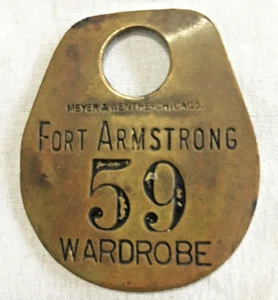 MEYER & WENTHE-CHICAGO.
FORT ARMSTRONG
59
WARDROBE